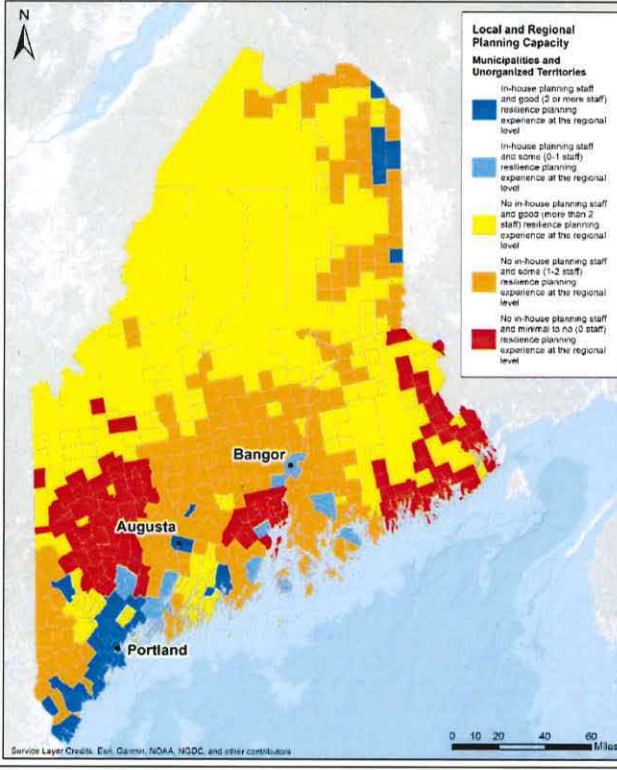 N
Local and Regional
Planning Capacity
Municipalities and
Unorganized Territories
In-house planning staff
and good (2 or more staff)
resilience planning
experience at the regional
level
In-house planning staff
and some (0-1 staff)
resilience planning
experience at the regional
level
No in-house planning staff
and good (more than 2
staff) resilience planning
experience at the regional
level
No in-house planning staff
and some (1-2 staff)
resilience planning
experience at the regional
level
No in-house planning staff
and minimal to no (0 staff)
resilience planning
experience at the regional
level
Bangor
Augusta
Portland
0 10 20 40 60
Miles
Service Layer Credits: Esri, Garmin, NOAA, NGDC, and other contributors